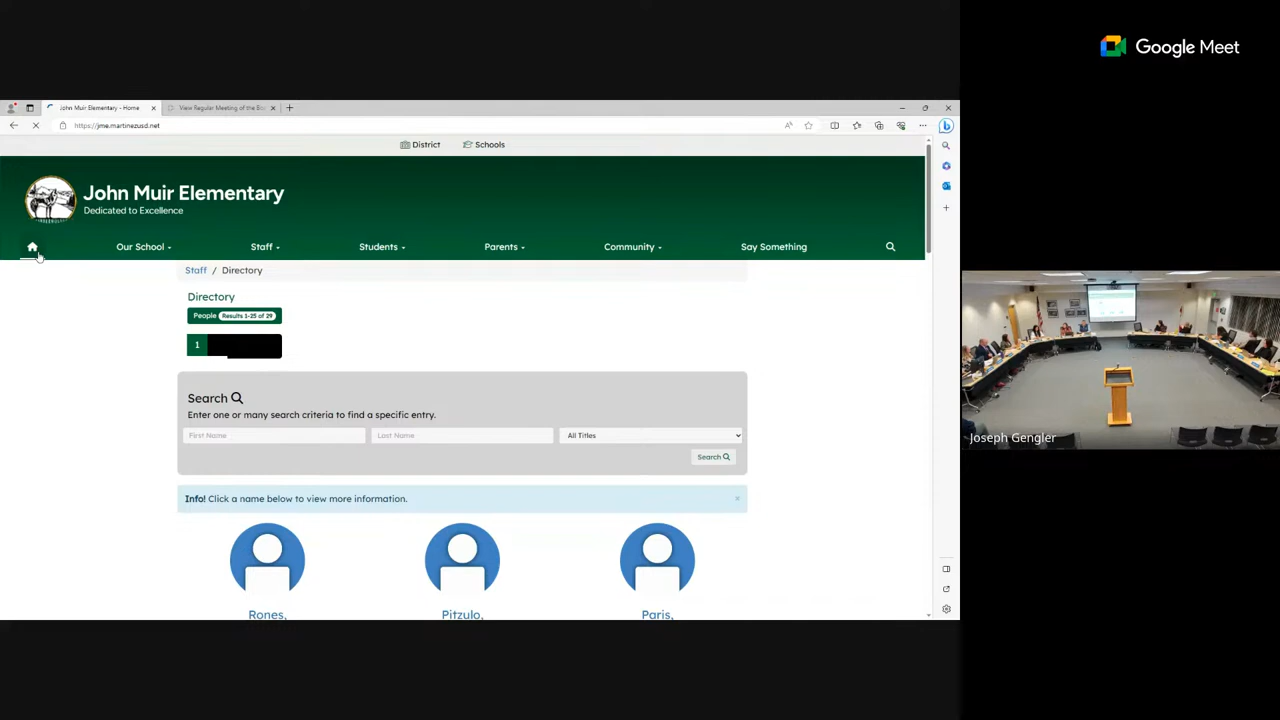 Google Meet
John Muir Elementary - Home
View Regular Meeting of the Bo
https://jme.martinezusd.net
District
Schools
John Muir Elementary
Dedicated to Excellence
Our School
Staff
Students
Parents
Community
Say Something
Staff / Directory
Directory
People Results 1-25 of 29
1
Search
Enter one or many search criteria to find a specific entry.
First Name
Last Name
All Titles
Search
Info! Click a name below to view more information.
×
Rones,
Pitzulo,
Paris,
Joseph Gengler